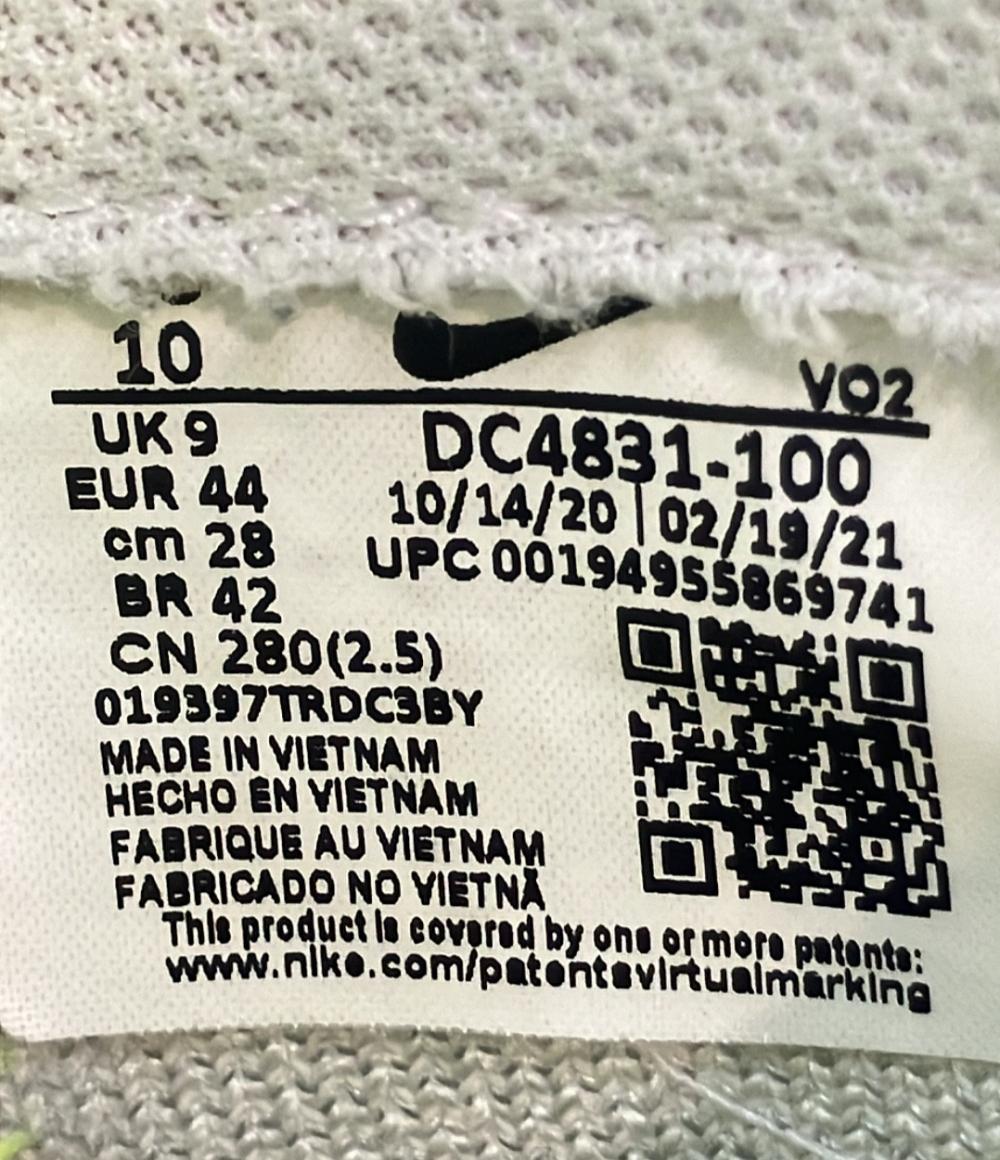 10
VO2
UK 9
EUR 44
cm 28
BR 42
CN 280(2.5)
019397TRDC3BY
DC4831-100
10/14/20 | 02/19/21
UPC 00194955869741
MADE IN VIETNAM
HECHO EN VIETNAM
FABRIQUE AU VIETNAM
FABRICADO NO VIETNÃ
This product is covered by one or more patents:
www.nike.com/patentsvirtualmarking